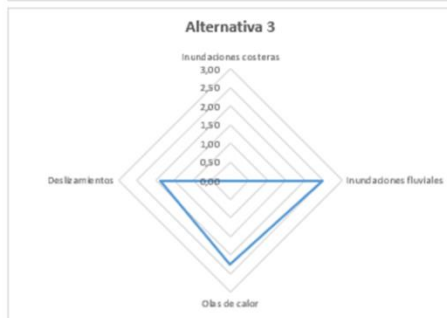 Alternativa 3
Inundaciones costeras
3,00
2,50
2,00
1,50
1,00
0,50
0,00
Deslizamientos
Inundaciones fluviales
Olas de calor